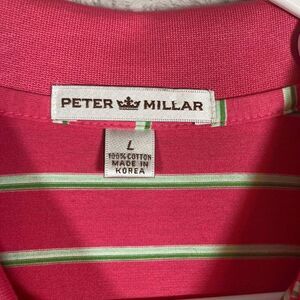 PETER MILLAR
L
100% COTTON
MADE IN
KOREA